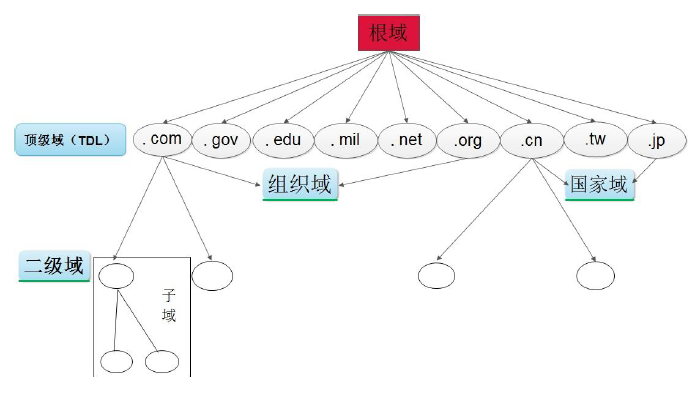 根域
顶级域（TDL）
. com
. gov
. edu
. mil
. net
.org
.cn
.tw
.jp
组织域
国家域
二级域
子
域